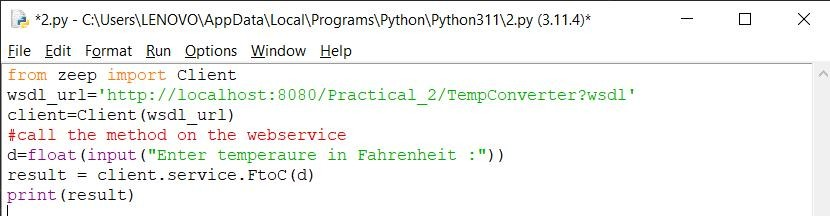 *2.py - C:\Users\LENOVO\AppData\Local\Programs\Python\Python311\2.py (3.11.4)*
File Edit Format Run Options Window Help
from zeep import Client
wsdl_url='http://localhost:8080/Practical_2/TempConverter?wsdl'
client=Client(wsdl_url)
#call the method on the webservice
d=float(input("Enter temperaure in Fahrenheit :"))
result = client.service.FtoC(d)
print(result)